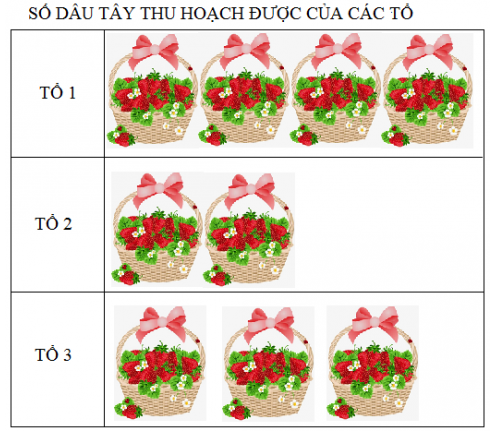 SỐ DÂU TÂY THU HOẠCH ĐƯỢC CỦA CÁC TỔ
TỔ 1
TỔ 2
TỔ 3